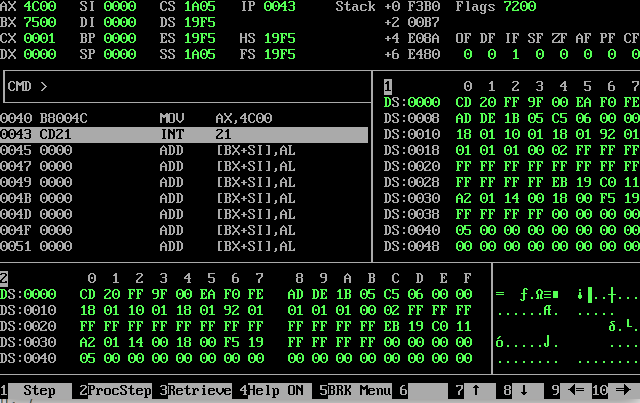 AX 4C00 SI 0000 CS 1A05 IP 0043 Stack +0 F3B0 Flags 7200
BX 7500 DI 0000 DS 19F5 +2 00B7
CX 0001 BP 0000 ES 19F5 HS 19F5 +4 E08A OF DF IF SF ZF AF PF CF
DX 0000 SP 0000 SS 1A05 FS 19F5 +6 E480 0 0 1 0 0 0 0 0
CMD >
0040 B8004C MOV AX,4C00
0043 CD21 INT 21
0045 0000 ADD [BX+SI],AL
0047 0000 ADD [BX+SI],AL
0049 0000 ADD [BX+SI],AL
004B 0000 ADD [BX+SI],AL
004D 0000 ADD [BX+SI],AL
004F 0000 ADD [BX+SI],AL
0051 0000 ADD [BX+SI],AL
1 0 1 2 3 4 5 6 7
DS:0000 CD 20 FF 9F 00 EA F0 FE
DS:0008 AD DE 1B 05 C5 06 00 00
DS:0010 18 01 10 01 18 01 92 01
DS:0018 01 01 01 00 02 FF FF FF
DS:0020 FF FF FF FF FF FF FF FF
DS:0028 FF FF FF FF EB 19 C0 11
DS:0030 A2 01 14 00 18 00 F5 19
DS:0038 FF FF FF FF 00 00 00 00
DS:0040 05 00 00 00 00 00 00 00
DS:0048 00 00 00 00 00 00 00 00
2 0 1 2 3 4 5 6 7 8 9 A B C D E F
DS:0000 CD 20 FF 9F 00 EA F0 FE AD DE 1B 05 C5 06 00 00 = ƒ.Ω≡■ ¡▐..┼...
DS:0010 18 01 10 01 18 01 92 01 01 01 01 00 02 FF FF FF ......Æ.....
DS:0020 FF FF FF FF FF FF FF FF FF FF FF FF EB 19 C0 11 δ.└.
DS:0030 A2 01 14 00 18 00 F5 19 FF FF FF FF 00 00 00 00 ó.....⌡. ....
DS:0040 05 00 00 00 00 00 00 00 00 00 00 00 00 00 00 00 ........ ........
1 Step 2ProcStep 3Retrieve 4Help ON 5BRK Menu 6 7 ↑ 8 ↓ 9 ⇐ 10 ⇒